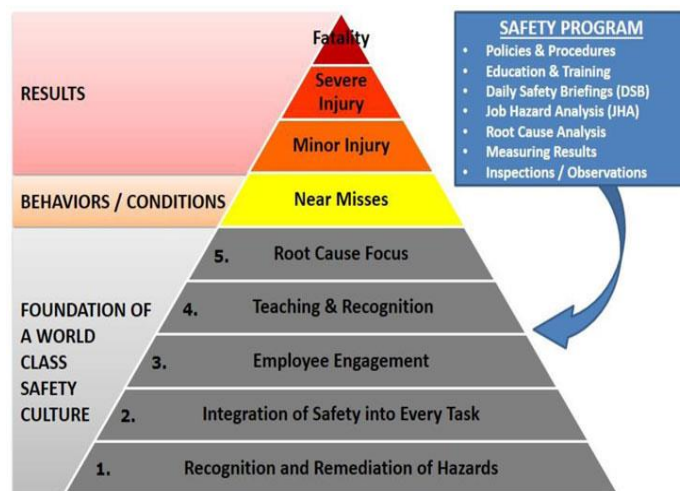 Fatality
Severe
Injury
Minor Injury
Near Misses
5. Root Cause Focus
4. Teaching & Recognition
3. Employee Engagement
2. Integration of Safety into Every Task
1. Recognition and Remediation of Hazards
RESULTS
BEHAVIORS / CONDITIONS
FOUNDATION OF
A WORLD
CLASS
SAFETY
CULTURE
SAFETY PROGRAM
• Policies & Procedures
• Education & Training
• Daily Safety Briefings (DSB)
• Job Hazard Analysis (JHA)
• Root Cause Analysis
• Measuring Results
• Inspections / Observations